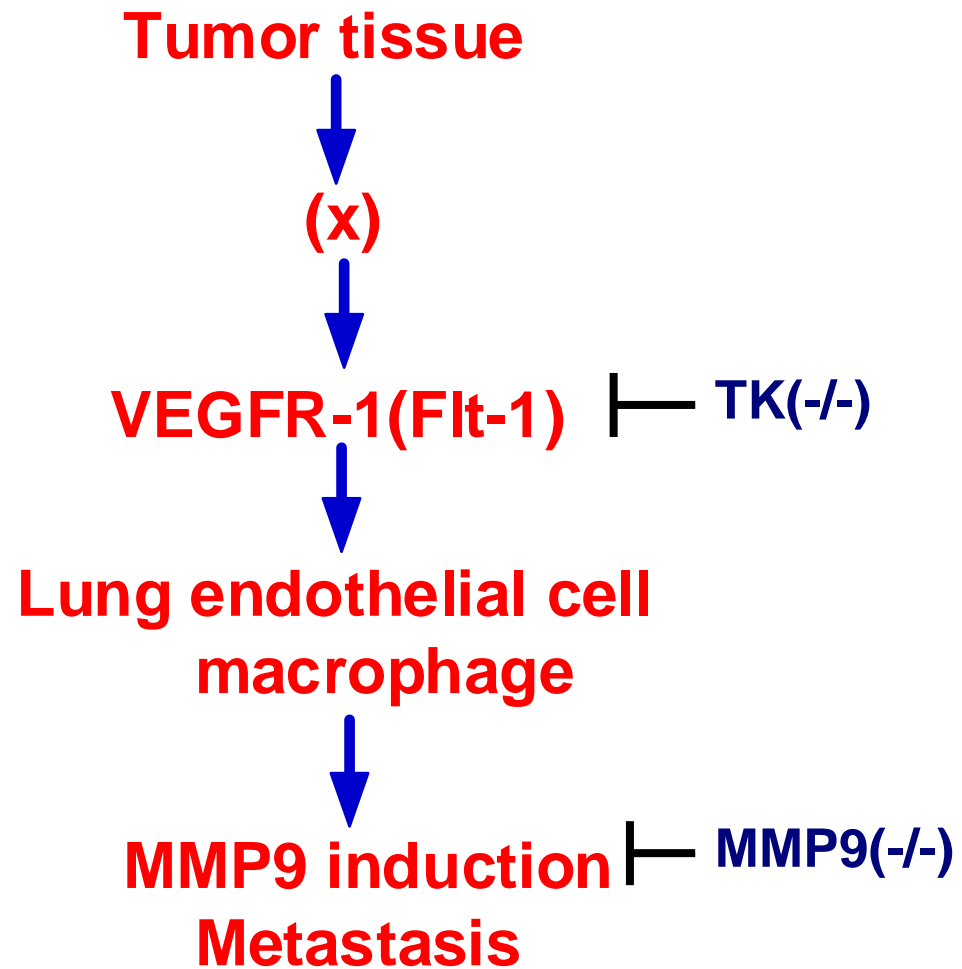 Tumor tissue
(x)
VEGFR-1(Flt-1)
TK(-/-)
Lung endothelial cell
macrophage
MMP9 induction
MMP9(-/-)
Metastasis